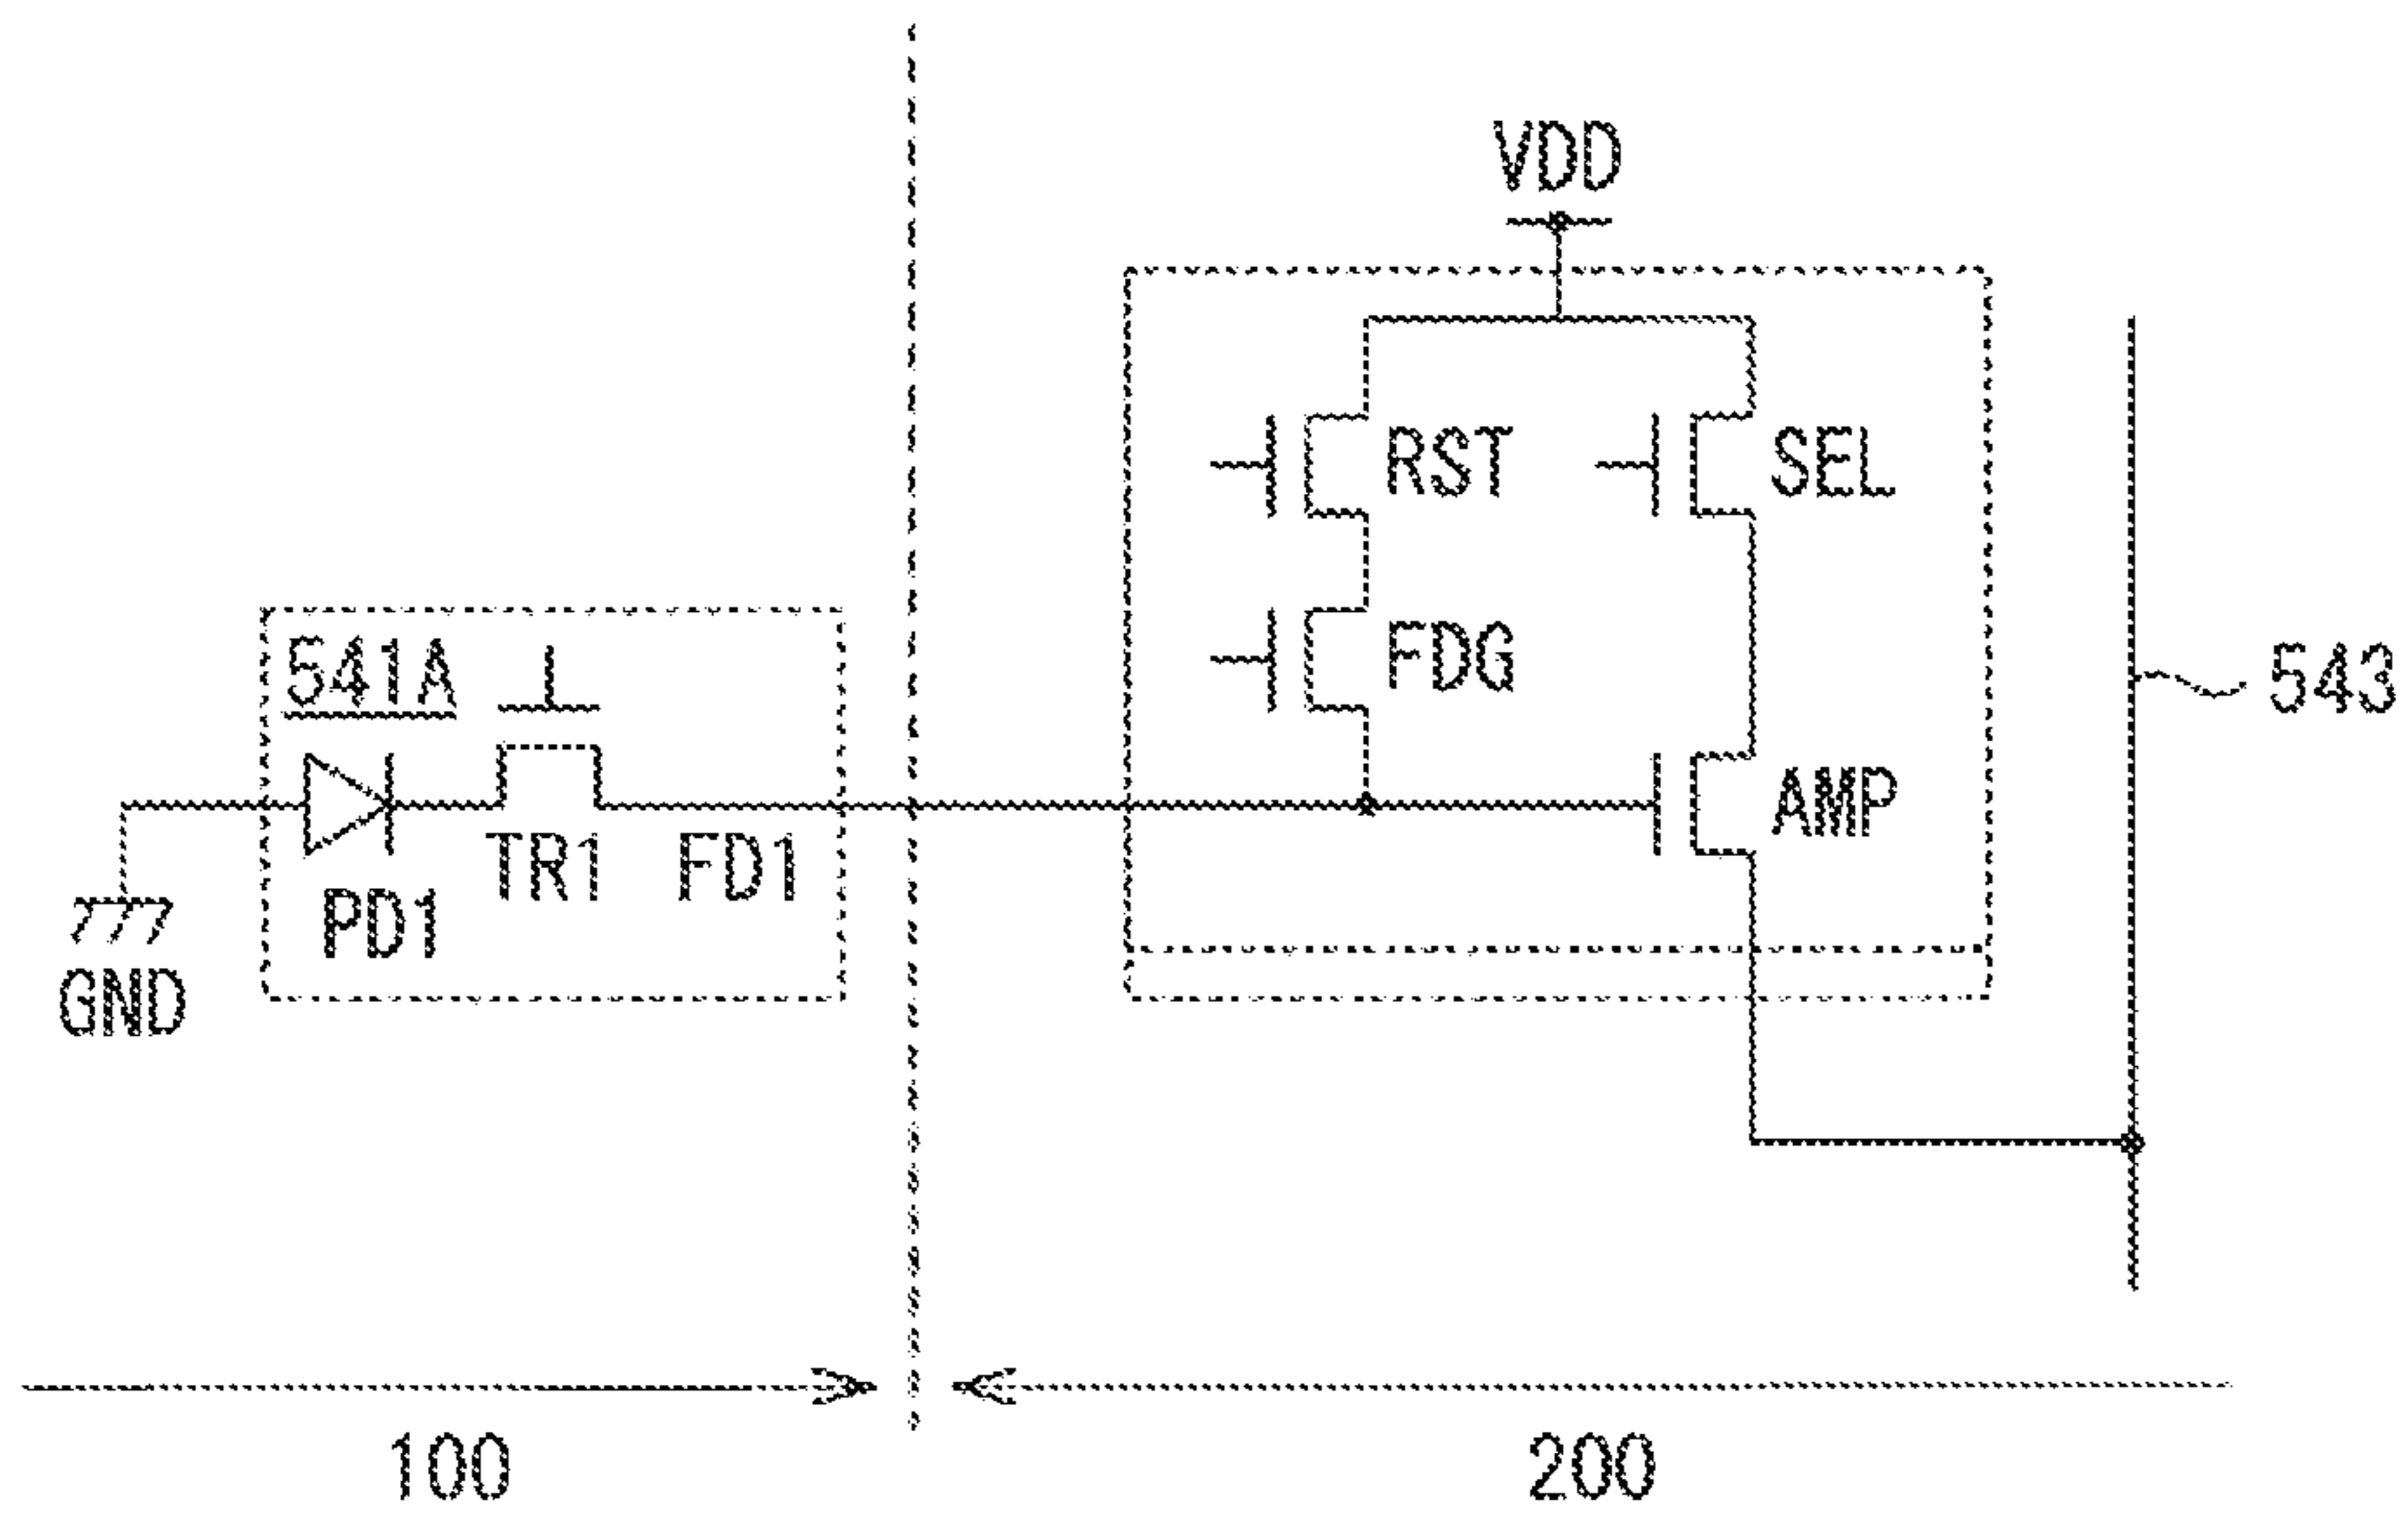 VDD
RST
SEL
541A
FDG
543
AMP
TR1
FD1
PD1
GND
100
200